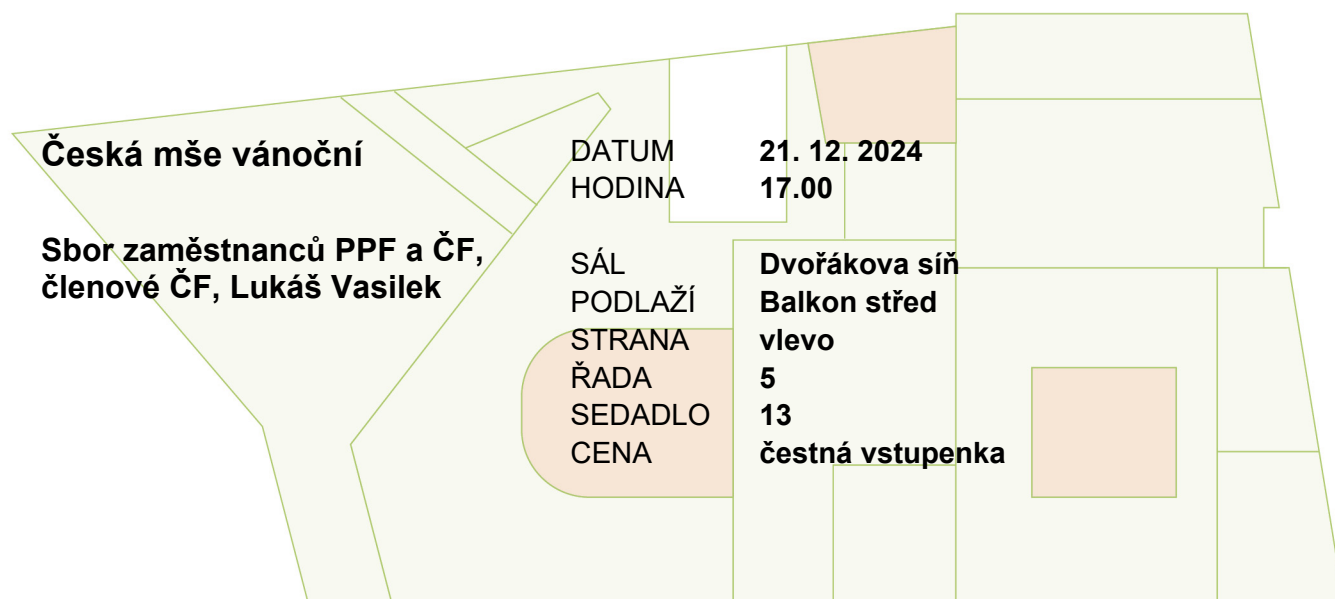 Česká mše vánoční
Sbor zaměstnanců PPF a ČF,
členové ČF, Lukáš Vasilek
DATUM 21. 12. 2024
HODINA 17.00
SÁL Dvořákova síň
PODLAŽÍ Balkon střed
STRANA vlevo
ŘADA 5
SEDADLO 13
CENA čestná vstupenka